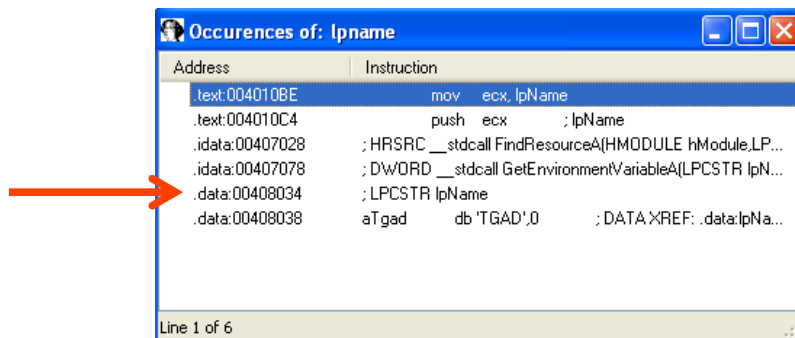 Occurences of: lpname
Address Instruction
.text:004010BE mov ecx, lpName
.text:004010C4 push ecx ; lpName
.idata:00407028 ; HRSRC __stdcall FindResourceA(HMODULE hModule,LP...
.idata:00407078 ; DWORD __stdcall GetEnvironmentVariableA(LPCSTR lpN...
.data:00408034 ; LPCSTR lpName
.data:00408038 aTgad db 'TGAD',0 ; DATA XREF: .data:lpNa...
Line 1 of 6